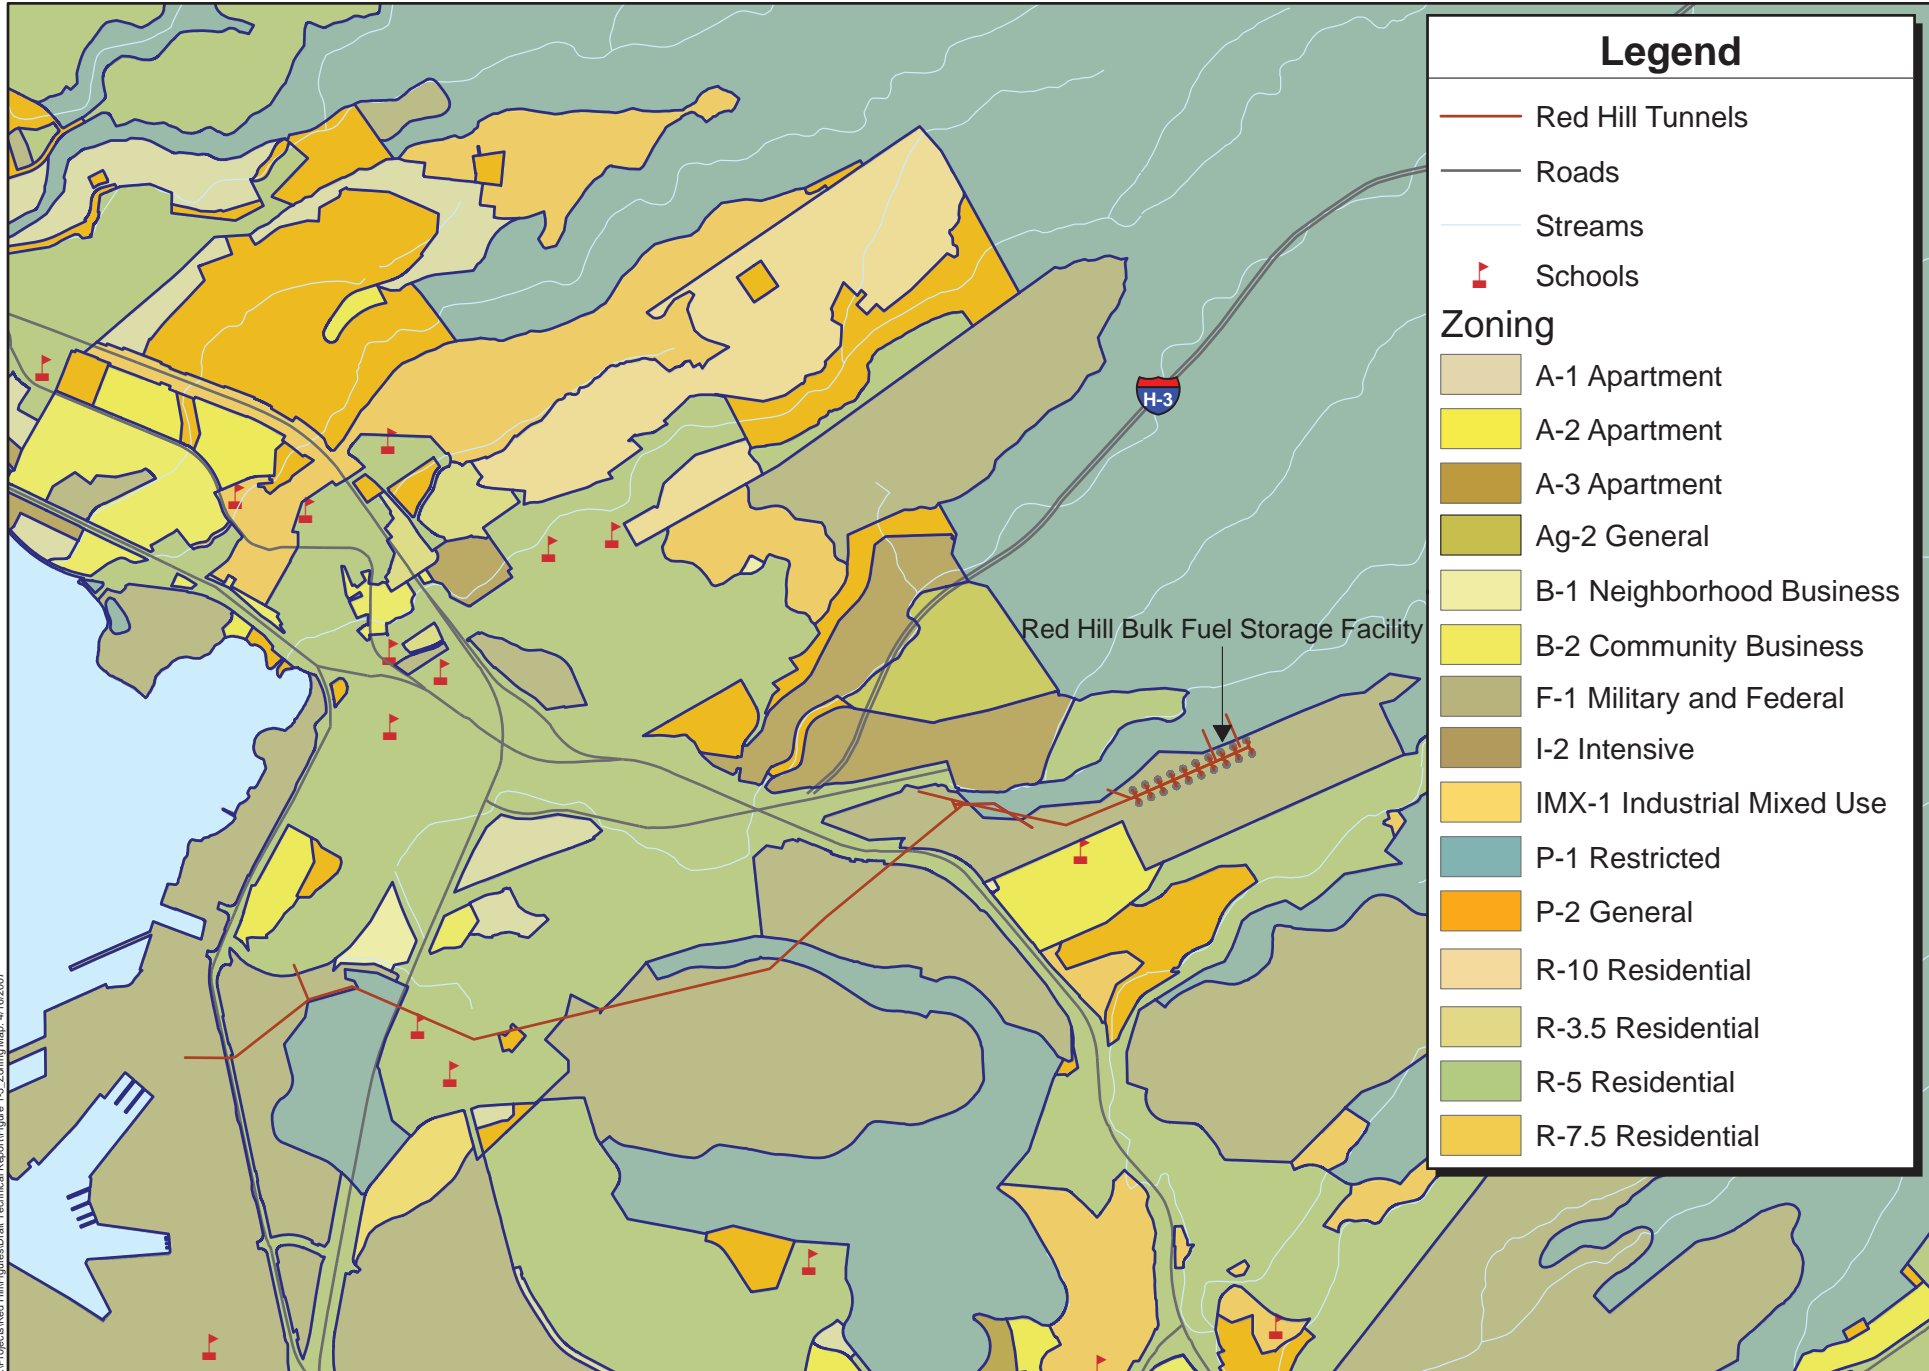 Legend
Red Hill Tunnels
Roads
Streams
Schools
Zoning
A-1 Apartment
A-2 Apartment
A-3 Apartment
Ag-2 General
B-1 Neighborhood Business
B-2 Community Business
F-1 Military and Federal
I-2 Intensive
IMX-1 Industrial Mixed Use
P-1 Restricted
P-2 General
R-10 Residential
R-3.5 Residential
R-5 Residential
R-7.5 Residential
H-3
Red Hill Bulk Fuel Storage Facility